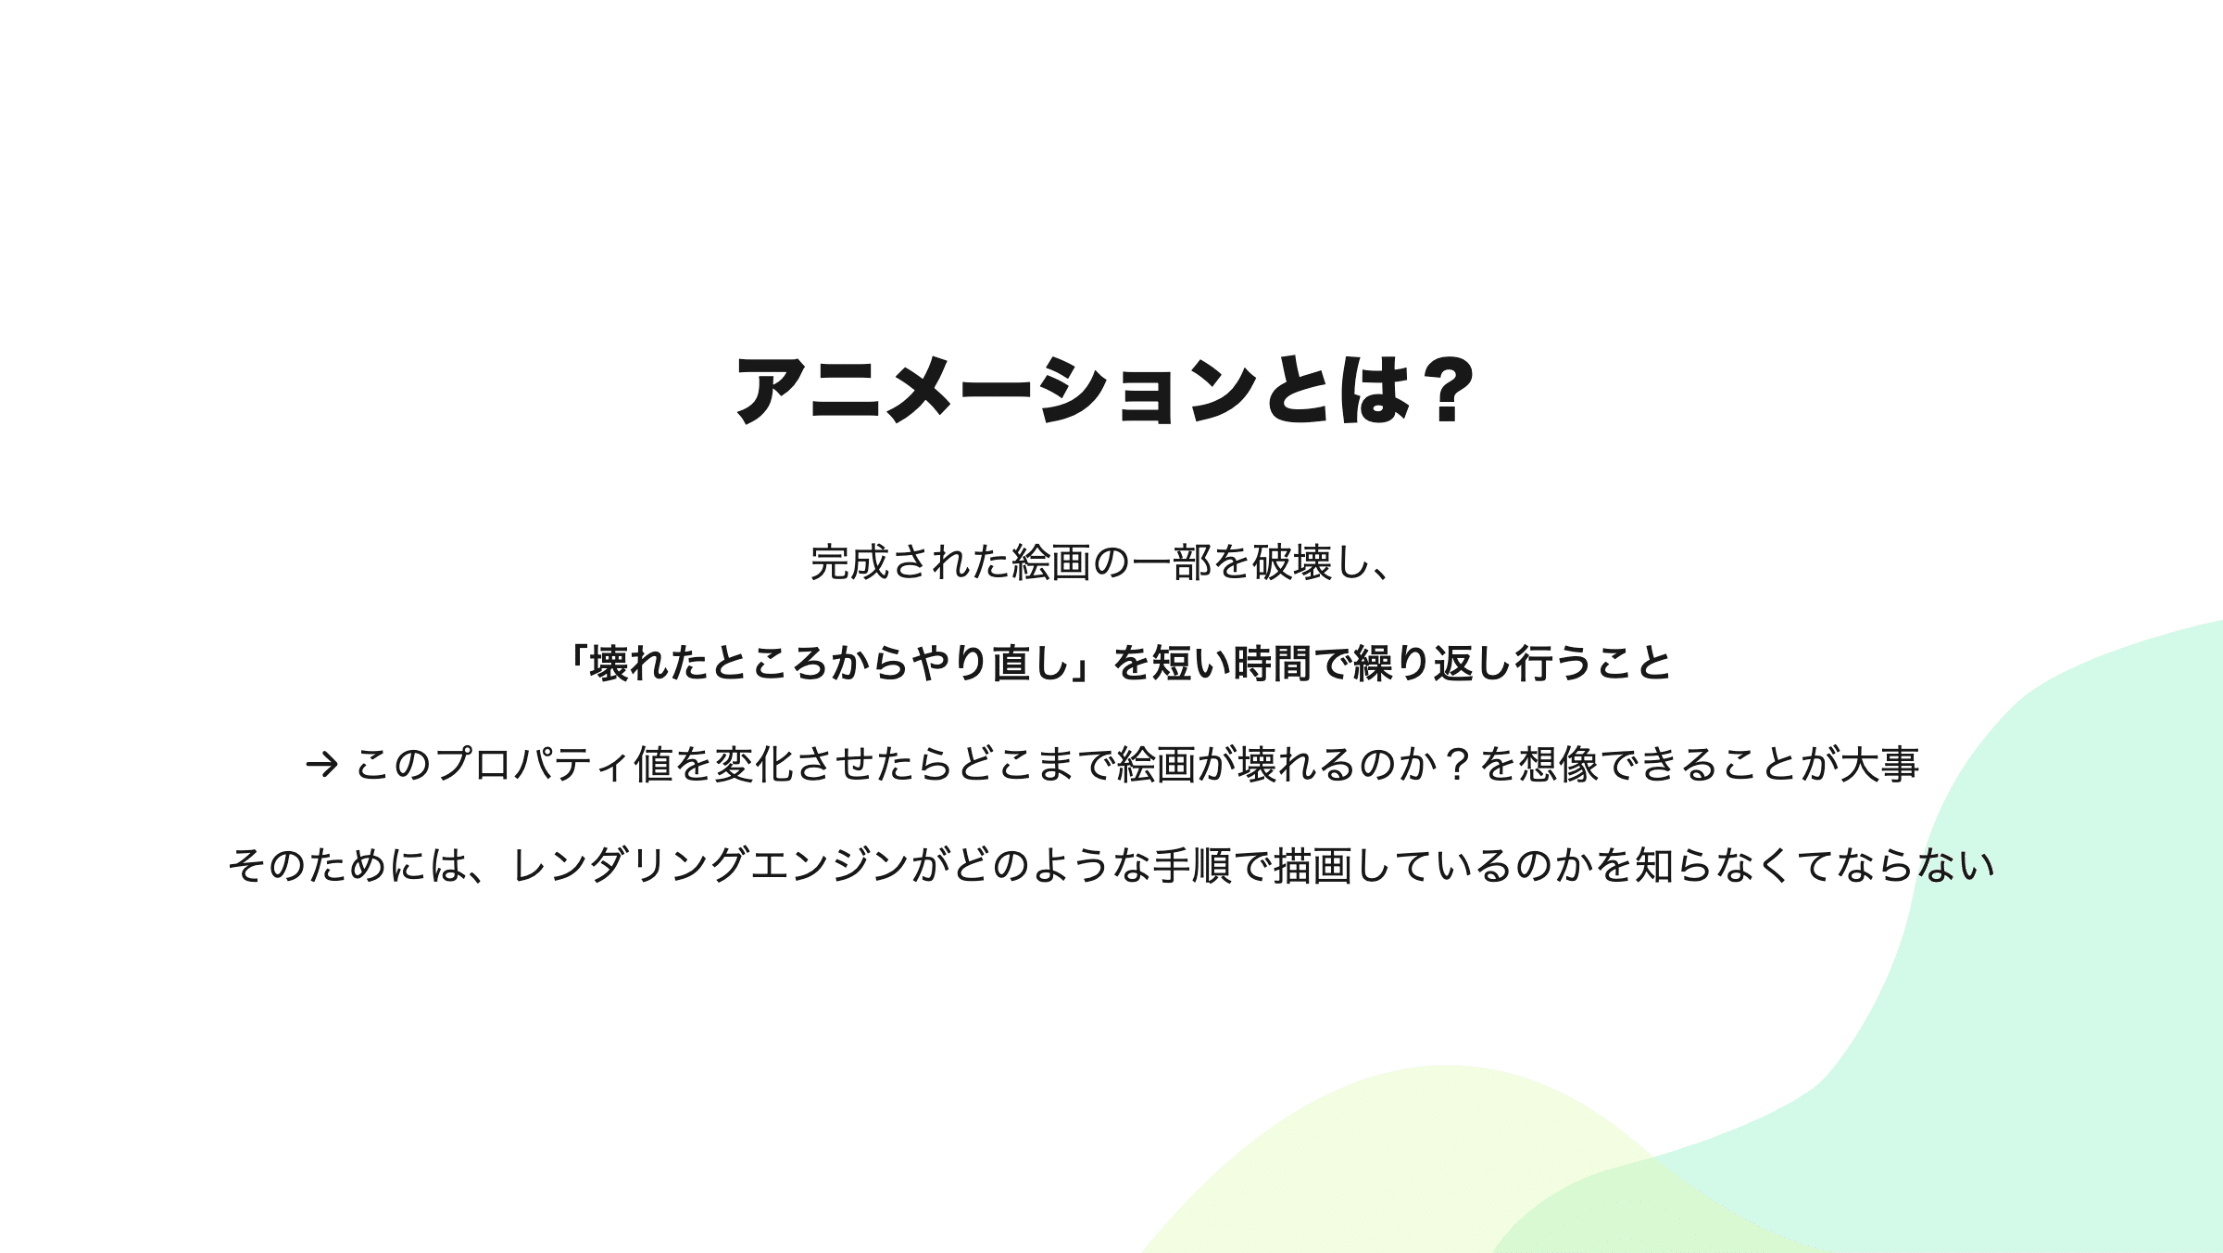 アニメーションとは？
完成された絵画の一部を破壊し、
「壊れたところからやり直し」を短い時間で繰り返し行うこと
→ このプロパティ値を変化させたらどこまで絵画が壊れるのか？を想像できることが大事
そのためには、レンダリングエンジンがどのような手順で描画しているのかを知らなくてならない